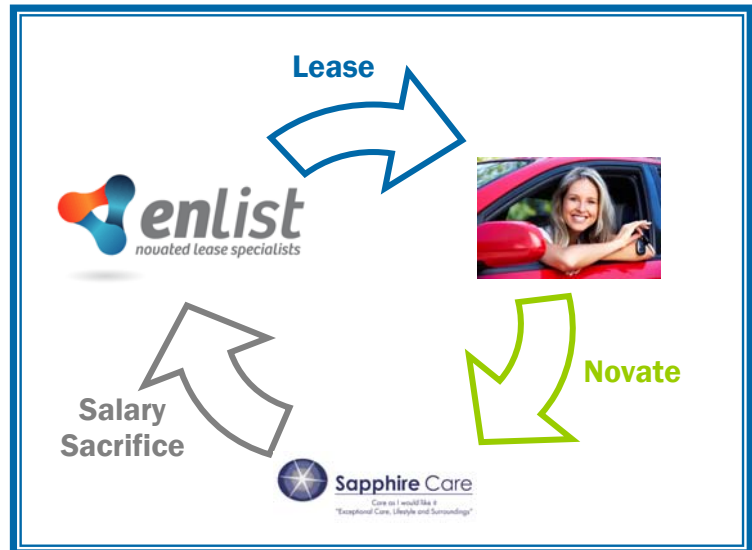 Lease
enlist
novated lease specialists
Novate
Salary
Sacrifice
Sapphire Care
Care as I would like it
"Exceptional Care, Lifestyle and Surroundings"